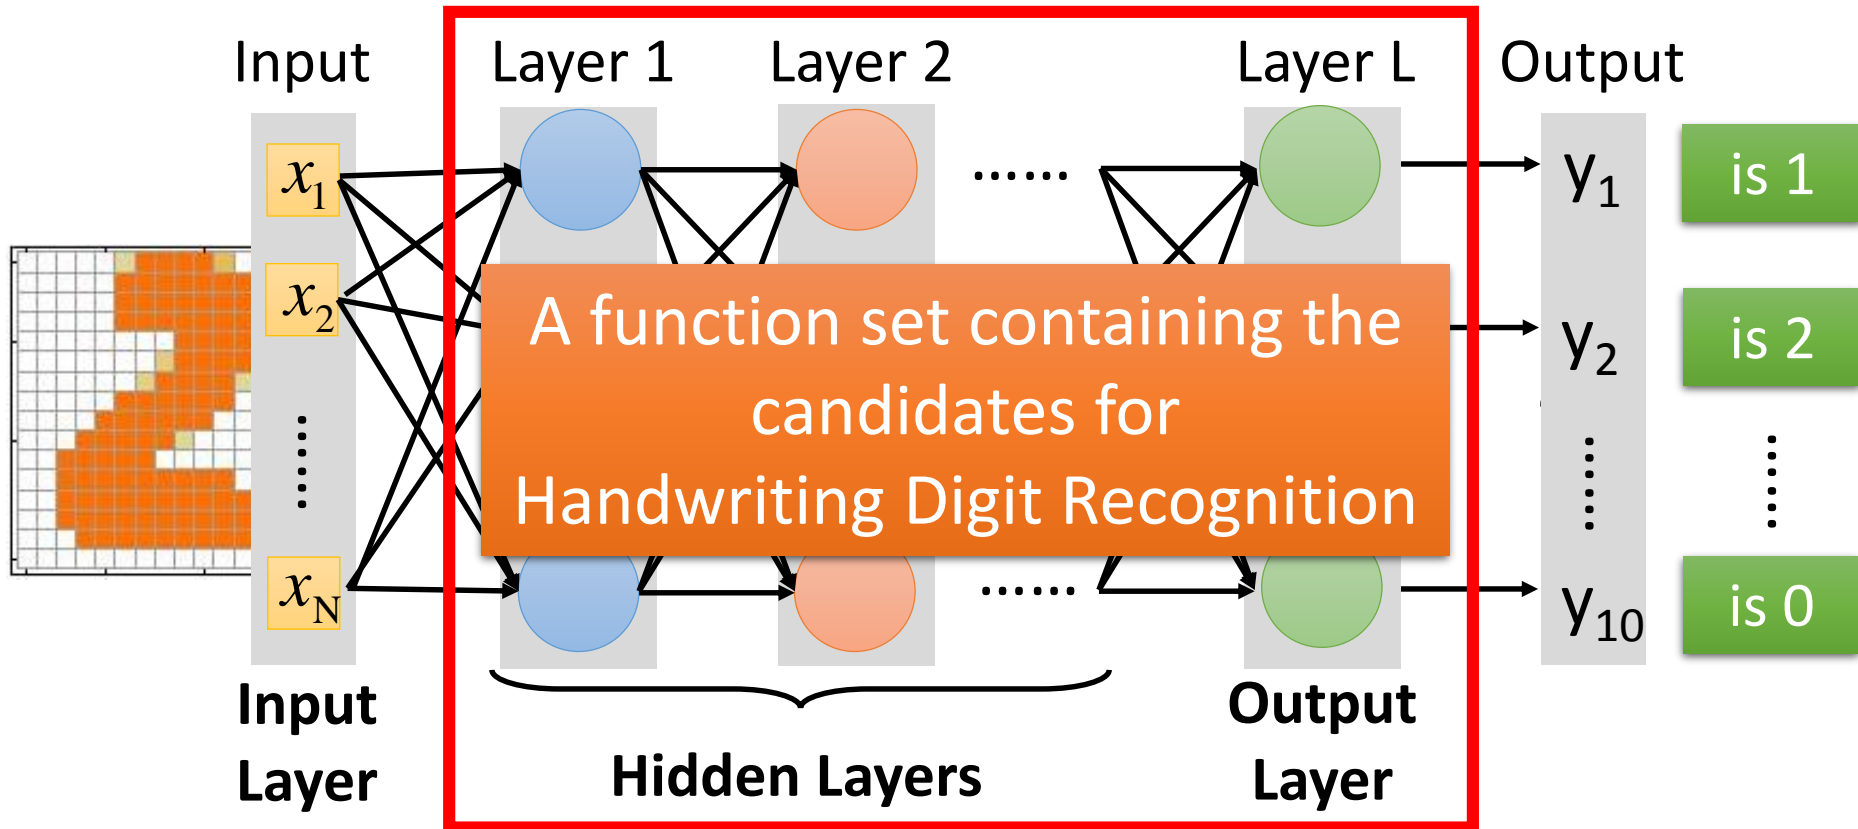 Input
Layer 1
Layer 2
Layer L
Output
x₁
x₂
⋮
x_N
……
……
A function set containing the
candidates for
Handwriting Digit Recognition
y₁
y₂
⋮
y₁₀
is 1
is 2
⋮
is 0
Input
Layer
Hidden Layers
Output
Layer